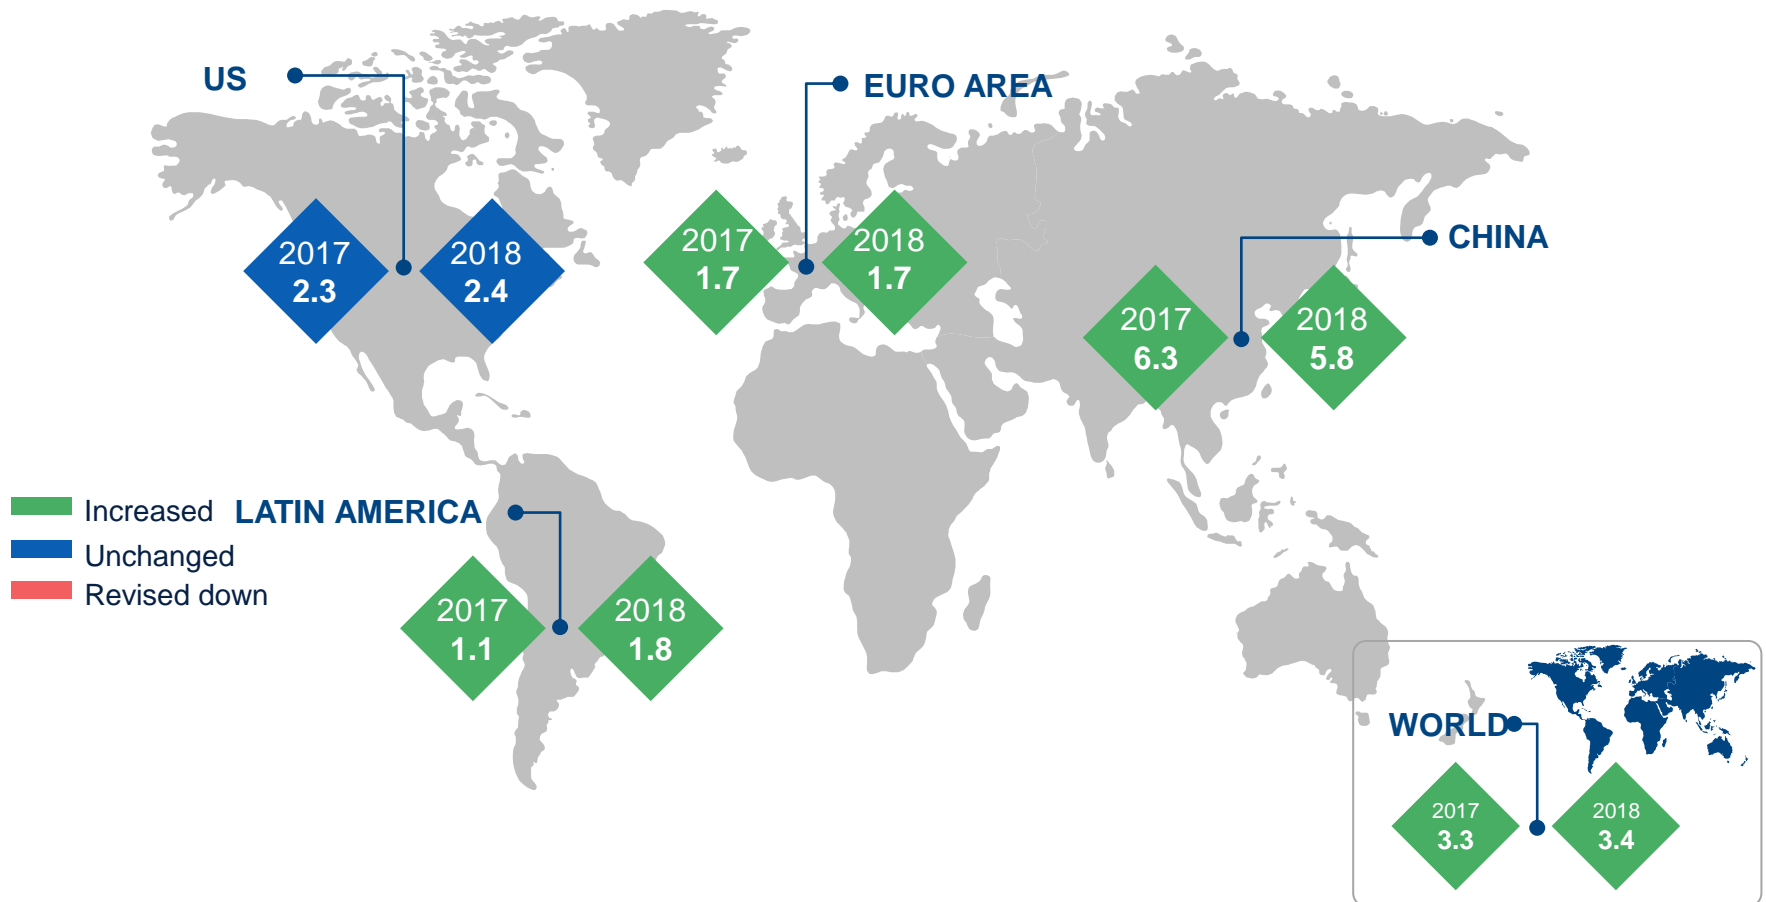 US
EURO AREA
2017
2.3
2018
2.4
2017
1.7
2018
1.7
CHINA
2017
6.3
2018
5.8
Increased
Unchanged
Revised down
LATIN AMERICA
2017
1.1
2018
1.8
WORLD
2017
3.3
2018
3.4